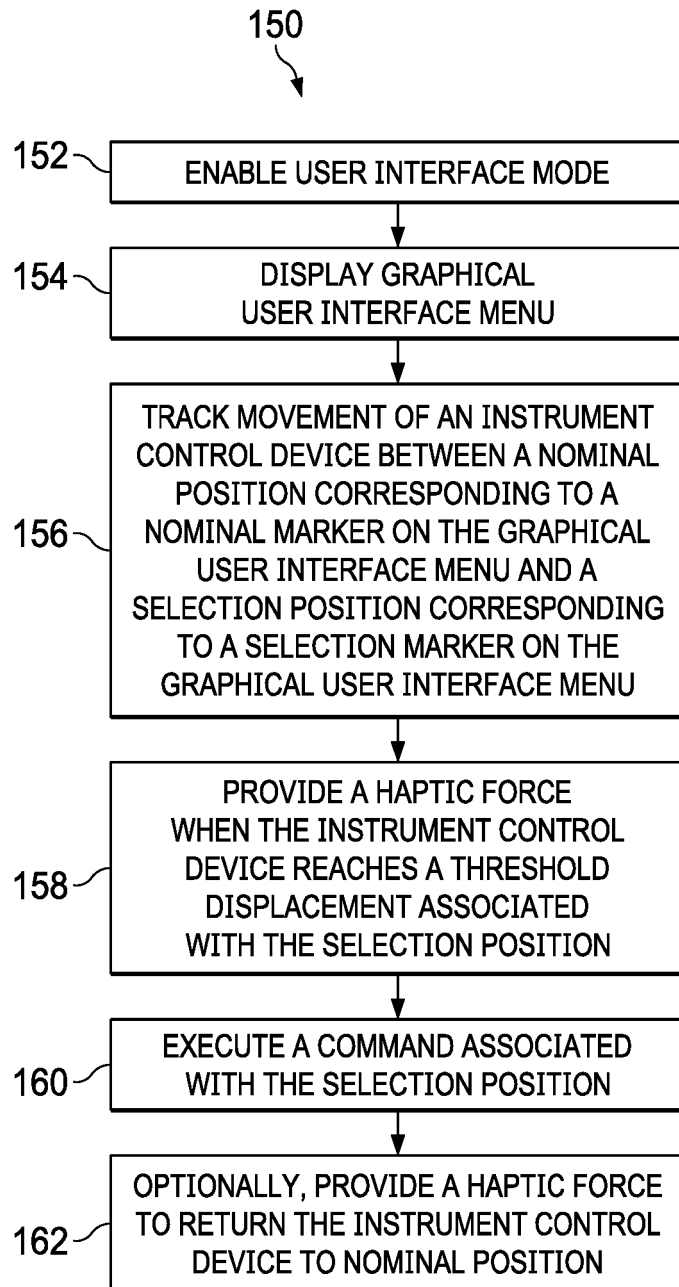 150
152
ENABLE USER INTERFACE MODE
154
DISPLAY GRAPHICAL
USER INTERFACE MENU
156
TRACK MOVEMENT OF AN INSTRUMENT
CONTROL DEVICE BETWEEN A NOMINAL
POSITION CORRESPONDING TO A
NOMINAL MARKER ON THE GRAPHICAL
USER INTERFACE MENU AND A
SELECTION POSITION CORRESPONDING
TO A SELECTION MARKER ON THE
GRAPHICAL USER INTERFACE MENU
158
PROVIDE A HAPTIC FORCE
WHEN THE INSTRUMENT CONTROL
DEVICE REACHES A THRESHOLD
DISPLACEMENT ASSOCIATED
WITH THE SELECTION POSITION
160
EXECUTE A COMMAND ASSOCIATED
WITH THE SELECTION POSITION
162
OPTIONALLY, PROVIDE A HAPTIC FORCE
TO RETURN THE INSTRUMENT CONTROL
DEVICE TO NOMINAL POSITION